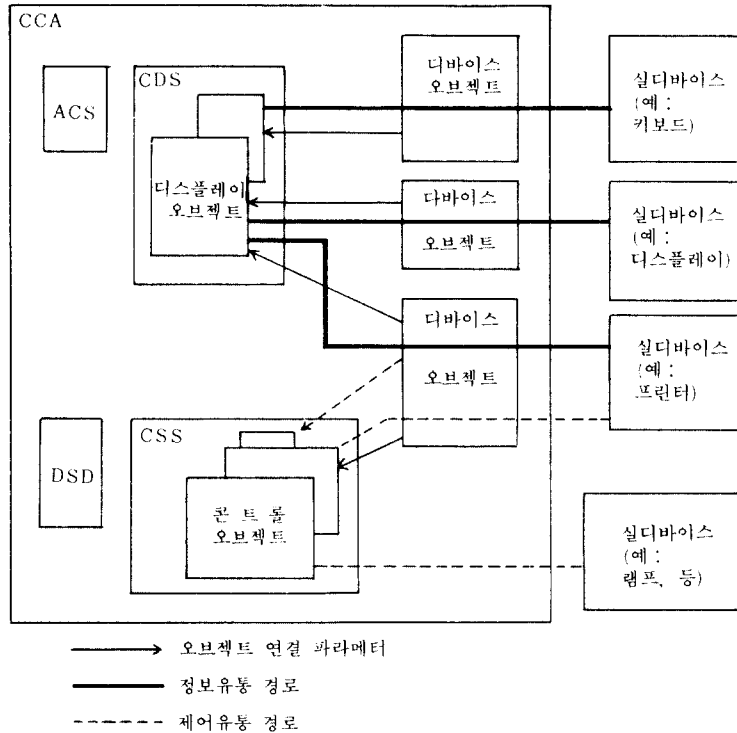 CCA
ACS
CDS
디스플레이
오브젝트
디바이스
오브젝트
실디바이스
(예 :
키보드)
다바이스
오브젝트
실디바이스
(예 :
디스플레이)
디바이스
오브젝트
실디바이스
(예 :
프린터)
DSD
CSS
콘 트 롤
오브젝트
실디바이스
(예 :
램프, 등)
오브젝트 연결 파라메터
정보유통 경로
제어유통 경로